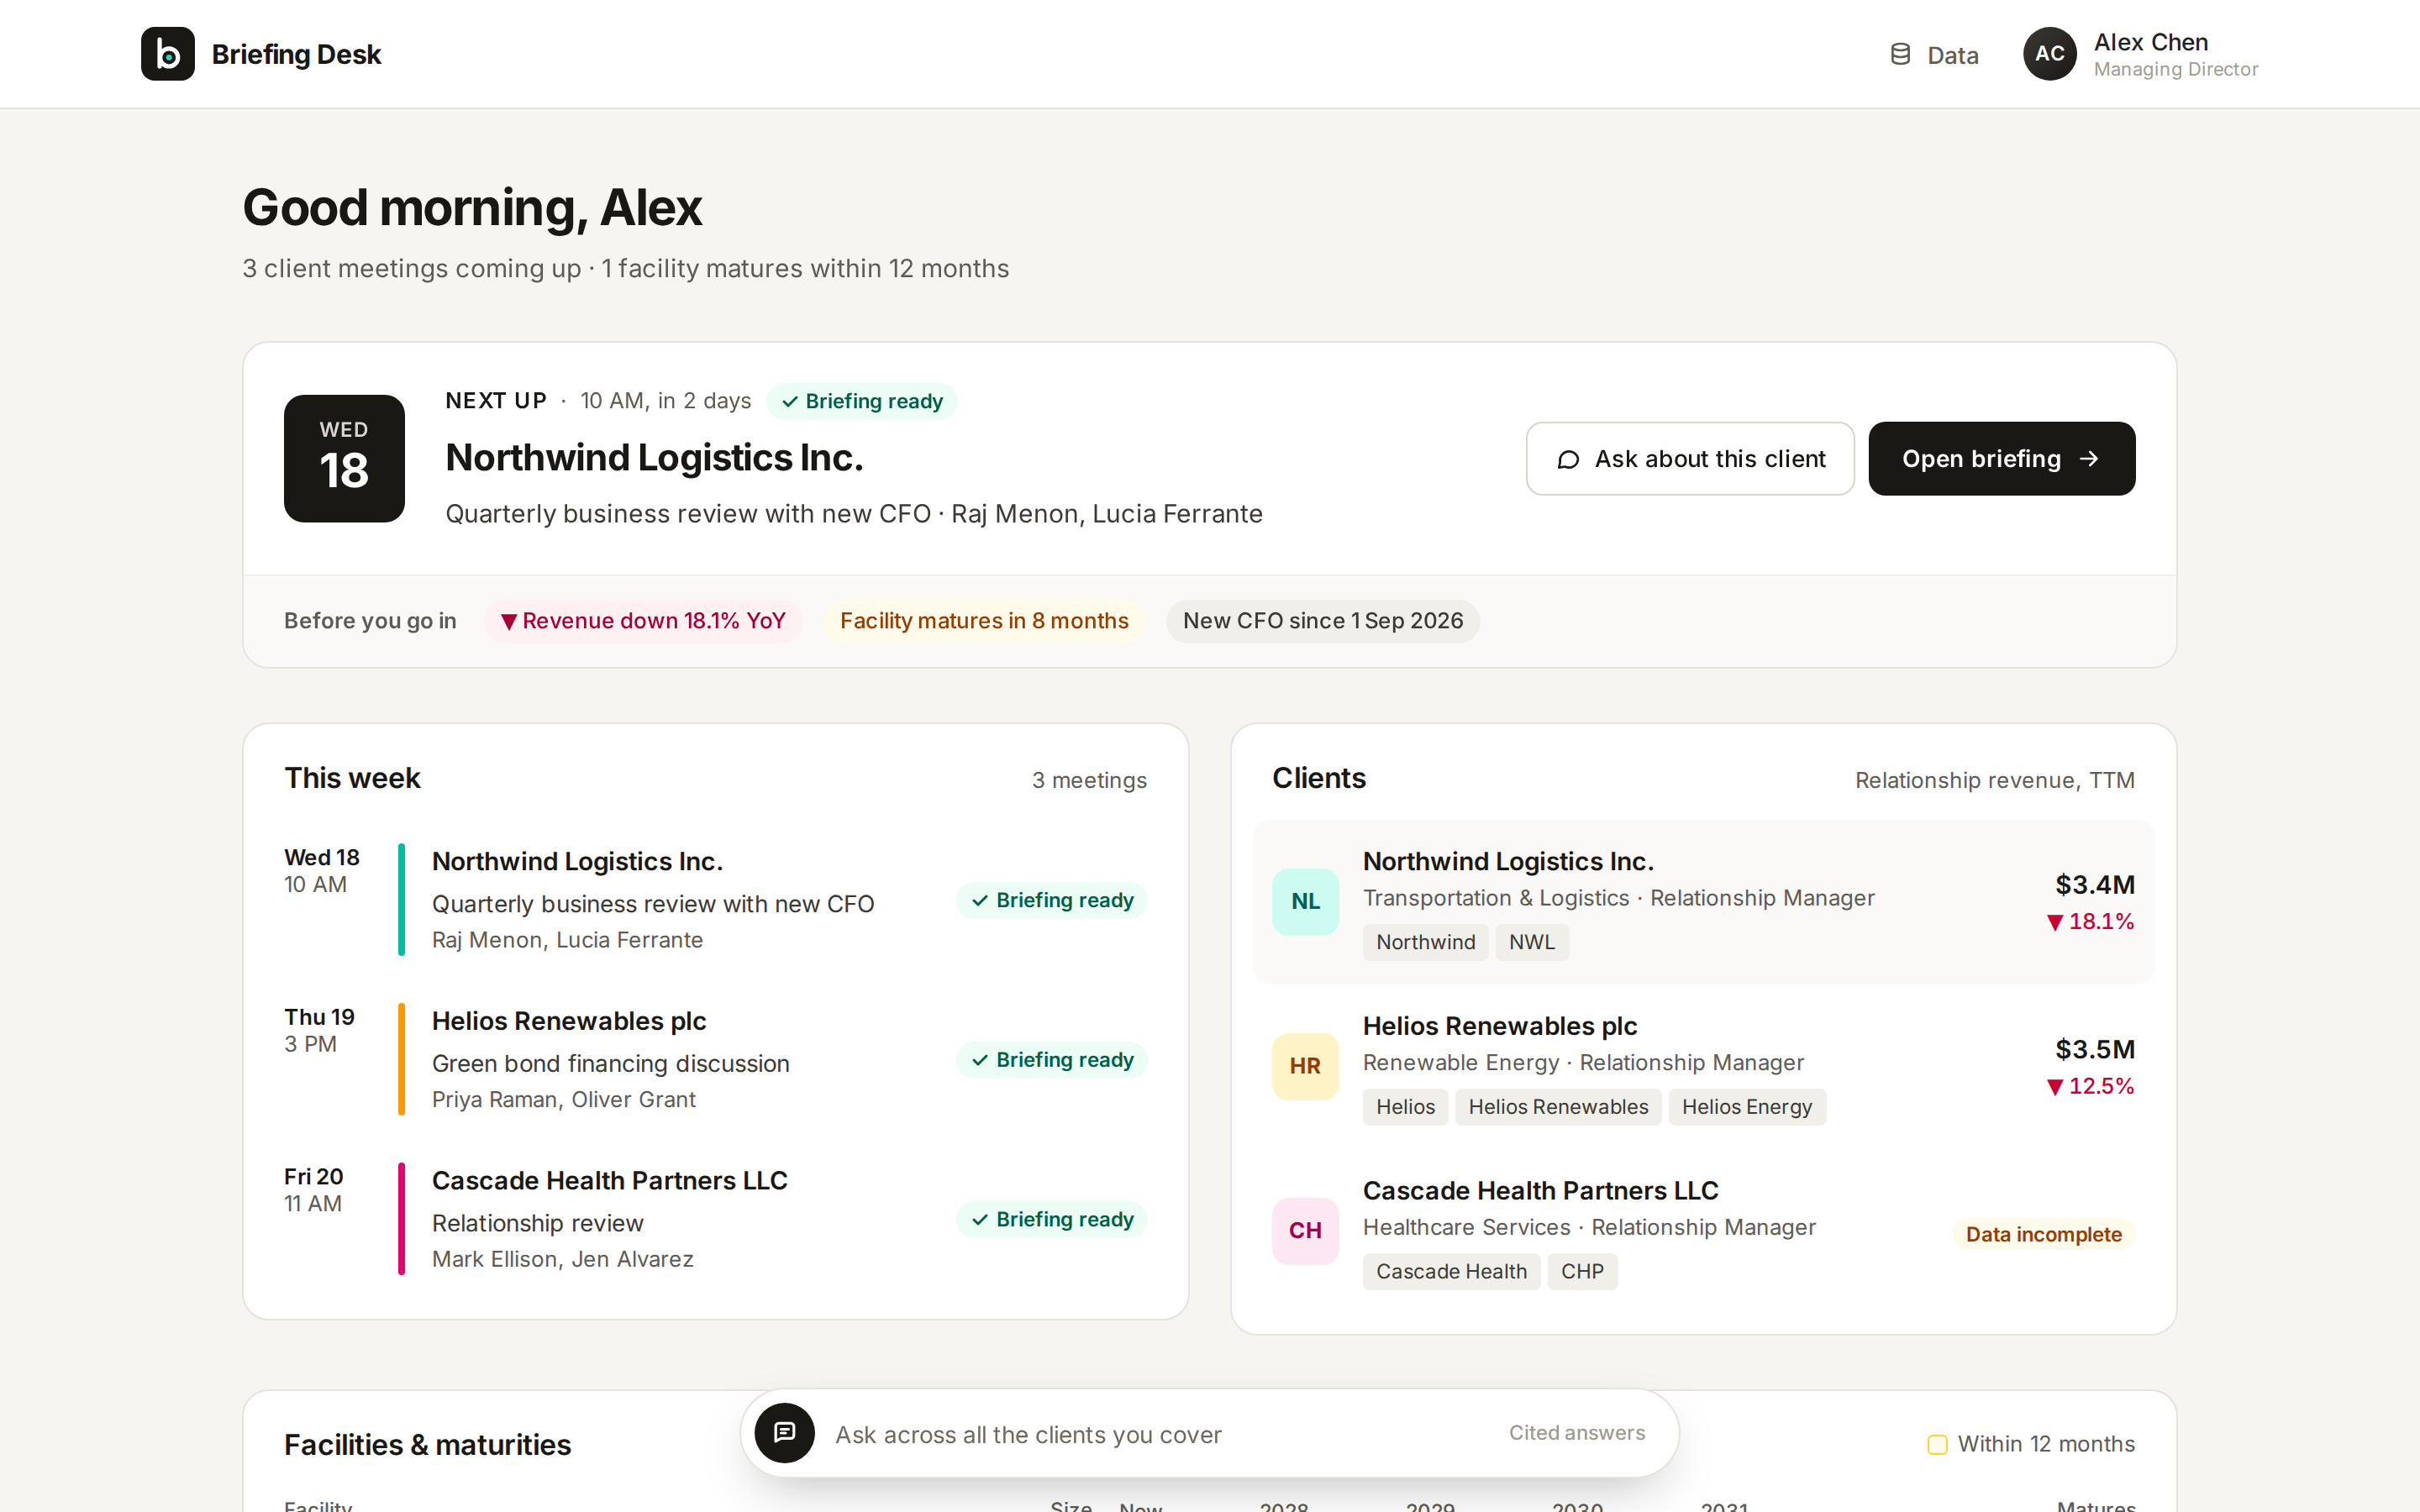 b Briefing Desk
Data
AC
Alex Chen
Managing Director
Good morning, Alex
3 client meetings coming up · 1 facility matures within 12 months
WED
18
NEXT UP · 10 AM, in 2 days ✓ Briefing ready
Northwind Logistics Inc.
Quarterly business review with new CFO · Raj Menon, Lucia Ferrante
Ask about this client
Open briefing →
Before you go in ▼ Revenue down 18.1% YoY Facility matures in 8 months New CFO since 1 Sep 2026
This week 3 meetings
Wed 18
10 AM
Northwind Logistics Inc.
Quarterly business review with new CFO
Raj Menon, Lucia Ferrante
✓ Briefing ready
Thu 19
3 PM
Helios Renewables plc
Green bond financing discussion
Priya Raman, Oliver Grant
✓ Briefing ready
Fri 20
11 AM
Cascade Health Partners LLC
Relationship review
Mark Ellison, Jen Alvarez
✓ Briefing ready
Clients Relationship revenue, TTM
NL
Northwind Logistics Inc.
Transportation & Logistics · Relationship Manager
Northwind NWL
$3.4M
▼ 18.1%
HR
Helios Renewables plc
Renewable Energy · Relationship Manager
Helios Helios Renewables Helios Energy
$3.5M
▼ 12.5%
CH
Cascade Health Partners LLC
Healthcare Services · Relationship Manager
Cascade Health CHP
Data incomplete
Facilities & maturities
Within 12 months
Ask across all the clients you cover Cited answers
Facility Size Now 2028 2029 2030 2031 Matures